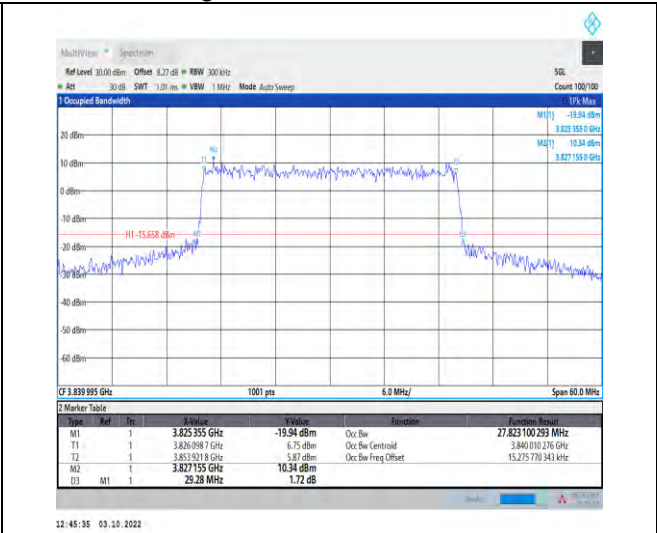 MultiView Spectrum
Ref Level 30.00 dBm Offset 8.27 dB RBW 300 kHz SGL
Att 30 dB SWT 1.01 ms VBW 1 MHz Mode Auto Sweep Count 100/100
1 Occupied Bandwidth 1Pk Max
M1[1] -19.94 dBm
3.825 355 0 GHz
M2[1] 10.34 dBm
3.827 155 0 GHz
20 dBm
M2
T1
10 dBm
0 dBm
-10 dBm
H1 -15.658 dBm
M1
-20 dBm
-30 dBm
-40 dBm
-50 dBm
-60 dBm
CF 3.839 995 GHz 1001 pts 6.0 MHz/ Span 60.0 MHz
2 Marker Table
Type Ref Trc X-Value Y-Value Function Function Result
M1 1 3.825 355 GHz -19.94 dBm Occ Bw 27.823 100 293 MHz
T1 1 3.826 098 7 GHz 6.75 dBm Occ Bw Centroid 3.840 010 276 GHz
T2 1 3.853 921 8 GHz 5.87 dBm Occ Bw Freq Offset 15.275 770 343 kHz
M2 1 3.827 155 GHz 10.34 dBm
D3 M1 1 29.28 MHz 1.72 dB
12:45:35 03.10.2022